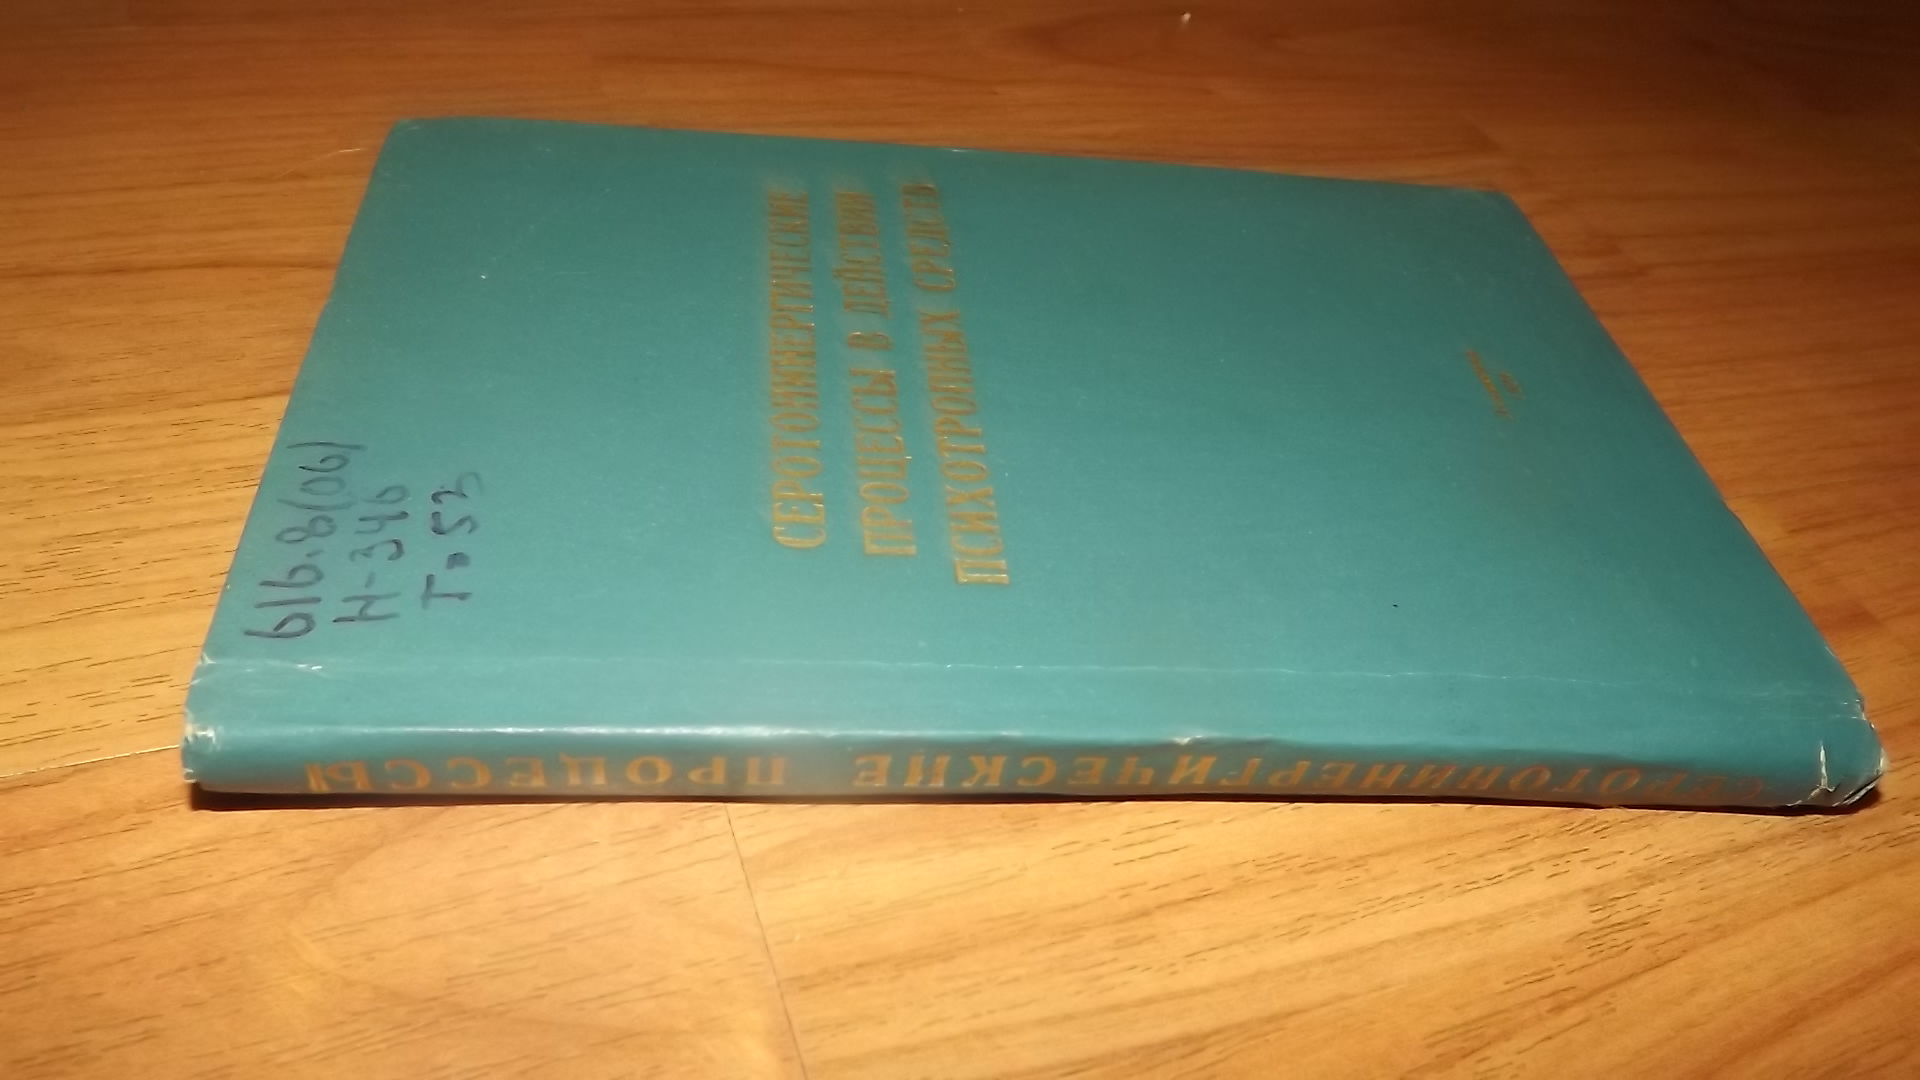 616.8(06)
Н-346
Т=53
СЕРОТОНИНЕРГИЧЕСКИЕ
ПРОЦЕССЫ В ДЕЙСТВИИ
ПСИХОТРОПНЫХ СРЕДСТВ
СЕРОТОНИНЕРГИЧЕСКИЕ ПРОЦЕССЫ